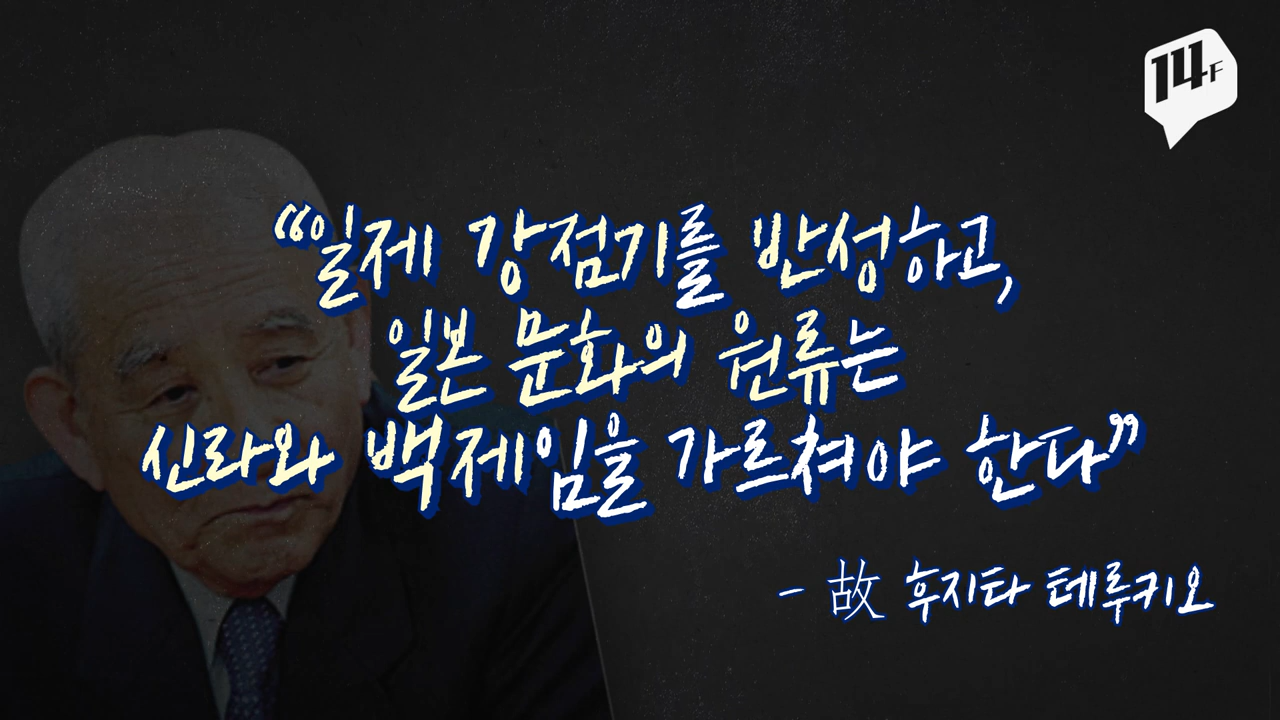 14F
“일제 강점기를 반성하고,
일본 문화의 원류는
신라와 백제임을 가르쳐야 한다”
- 故 후지타 테루키오